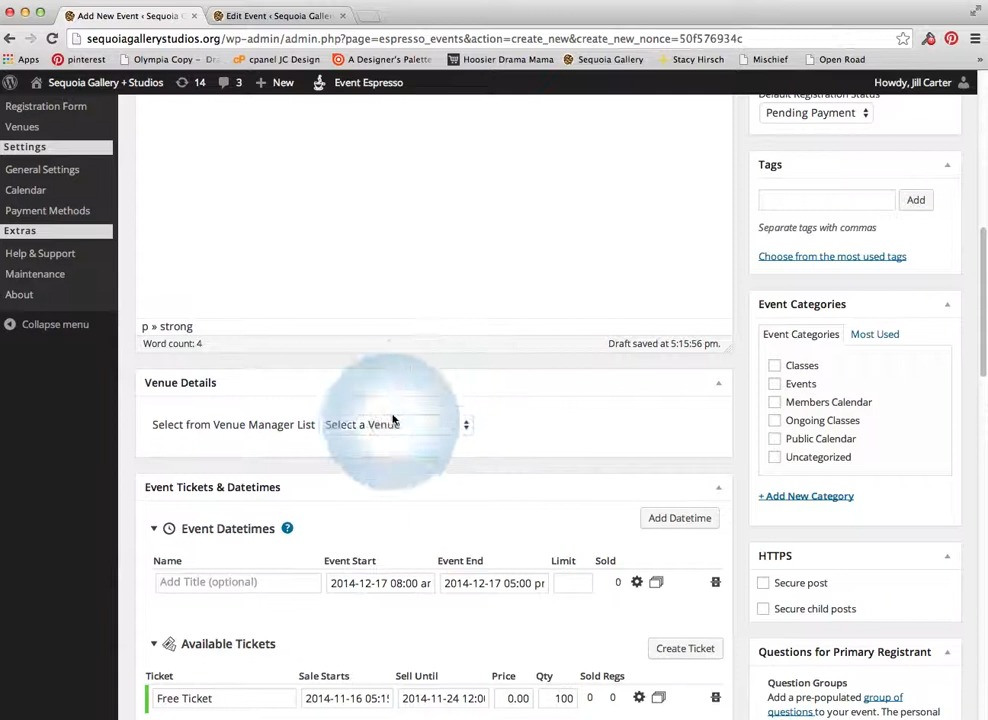 Add New Event ‹ Sequoia G
Edit Event ‹ Sequoia Galler
sequoiagallerystudios.org/wp-admin/admin.php?page=espresso_events&action=create_new&create_new_nonce=50f576934c
Apps pinterest Olympia Copy – Dr cpanel JC Design A Designer's Palette Hoosier Drama Mama Sequoia Gallery Stacy Hirsch Mischief Open Road »
Sequoia Gallery + Studios 14 3 + New Event Espresso Howdy, Jill Carter
Registration Form
Venues
Settings
General Settings
Calendar
Payment Methods
Extras
Help & Support
Maintenance
About
Collapse menu
p » strong
Word count: 4 Draft saved at 5:15:56 pm.
Venue Details
Select from Venue Manager List Select a Venue
Event Tickets & Datetimes
Event Datetimes ? Add Datetime
Name Event Start Event End Limit Sold
Add Title (optional) 2014-12-17 08:00 ar 2014-12-17 05:00 pr 0
Available Tickets Create Ticket
Ticket Sale Starts Sell Until Price Qty Sold Regs
Free Ticket 2014-11-16 05:1 2014-11-24 12:0 0.00 100 0 0
Default Registration Status
Pending Payment
Tags
Add
Separate tags with commas
Choose from the most used tags
Event Categories
Event Categories Most Used
Classes
Events
Members Calendar
Ongoing Classes
Public Calendar
Uncategorized
+ Add New Category
HTTPS
Secure post
Secure child posts
Questions for Primary Registrant
Question Groups
Add a pre-populated group of
questions to your event. The personal